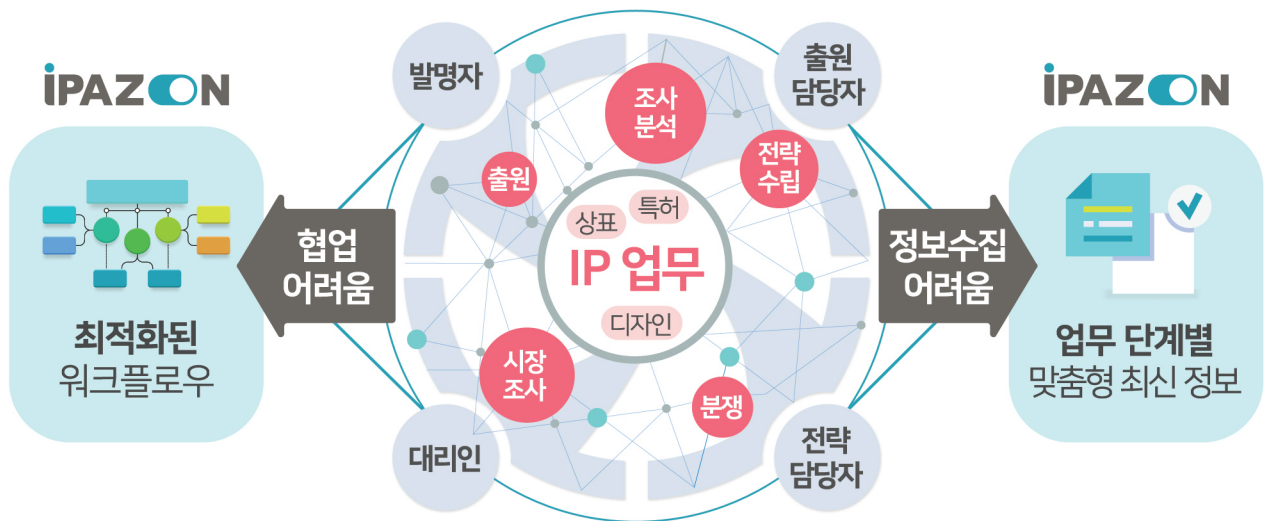 iPAZON
최적화된
워크플로우
협업
어려움
발명자
출원
담당자
조사
분석
전략
수립
출원
상표
특허
IP 업무
디자인
시장
조사
분쟁
대리인
전략
담당자
정보수집
어려움
iPAZON
업무 단계별
맞춤형 최신 정보